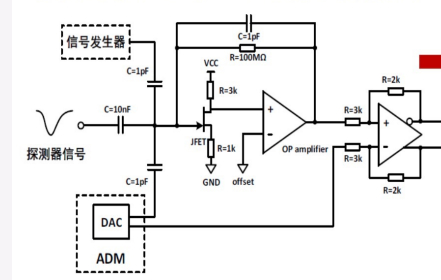 信号发生器
C=1pF
R=100MΩ
VCC
C=1pF
R=3k
R=2k
C=10nF
R=3k
JFET
R=1k
OP amplifier
R=3k
探测器信号
GND
offset
C=1pF
R=2k
DAC
ADM